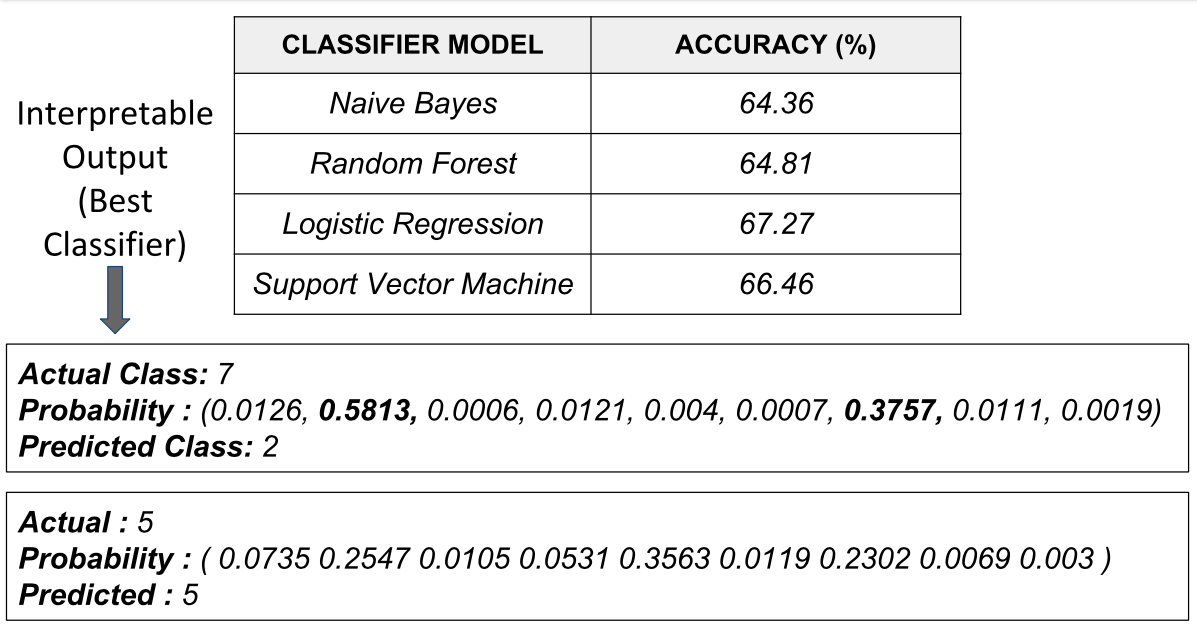 CLASSIFIER MODEL ACCURACY (%)
Naive Bayes 64.36
Random Forest 64.81
Logistic Regression 67.27
Support Vector Machine 66.46
Interpretable
Output
(Best
Classifier)
Actual Class: 7
Probability : (0.0126, 0.5813, 0.0006, 0.0121, 0.004, 0.0007, 0.3757, 0.0111, 0.0019)
Predicted Class: 2
Actual : 5
Probability : ( 0.0735 0.2547 0.0105 0.0531 0.3563 0.0119 0.2302 0.0069 0.003 )
Predicted : 5